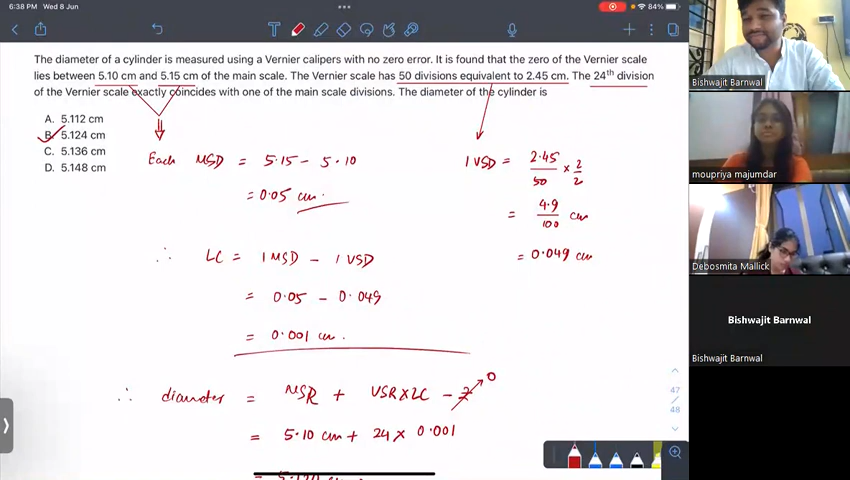 6:38 PM Wed 8 Jun
84%
The diameter of a cylinder is measured using a Vernier calipers with no zero error. It is found that the zero of the Vernier scale
lies between 5.10 cm and 5.15 cm of the main scale. The Vernier scale has 50 divisions equivalent to 2.45 cm. The 24th division
of the Vernier scale exactly coincides with one of the main scale divisions. The diameter of the cylinder is
A. 5.112 cm
B. 5.124 cm
C. 5.136 cm
D. 5.148 cm
Each MSD = 5.15 - 5.10
= 0.05 cm.
1 VSD = 2.45/50 × 2/2
= 4.9/100 cm
= 0.049 cm
∴ LC = 1 MSD - 1 VSD
= 0.05 - 0.049
= 0.001 cm.
∴ diameter = MSR + VSR×LC - Z 0
= 5.10 cm + 24 × 0.001
47
48
Bishwajit Barnwal
moupriya majumdar
Debosmita Mallick
Bishwajit Barnwal
Bishwajit Barnwal